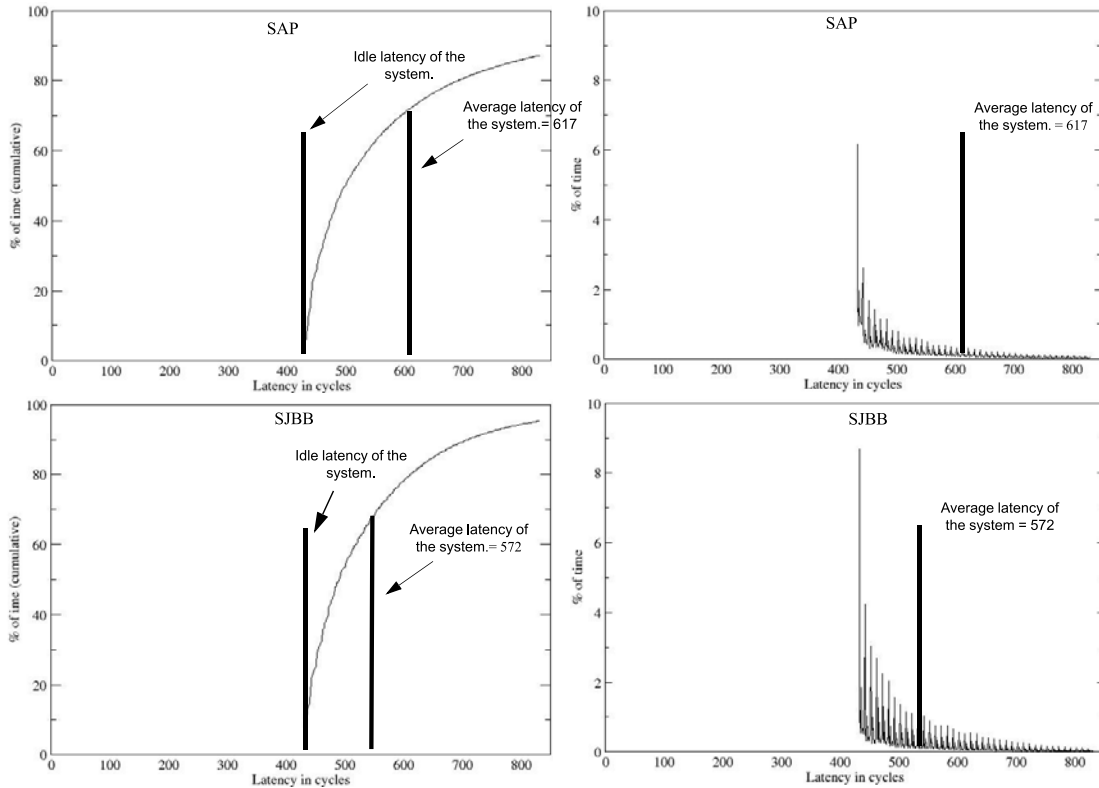 SAP
Idle latency of the
system.
Average latency of
the system.= 617
% of ime (cumulative)
100
80
60
40
20
0
0 100 200 300 400 500 600 700 800
Latency in cycles
SAP
Average latency of
the system. = 617
% of time
10
8
6
4
2
0
0 100 200 300 400 500 600 700 800
Latency in cycles
SJBB
Idle latency of the
system.
Average latency of
the system.= 572
% of ime (cumulative)
100
80
60
40
20
0
0 100 200 300 400 500 600 700 800
Latency in cycles
SJBB
Average latency of
the system = 572
% of time
10
8
6
4
2
0
0 100 200 300 400 500 600 700 800
Latency in cycles